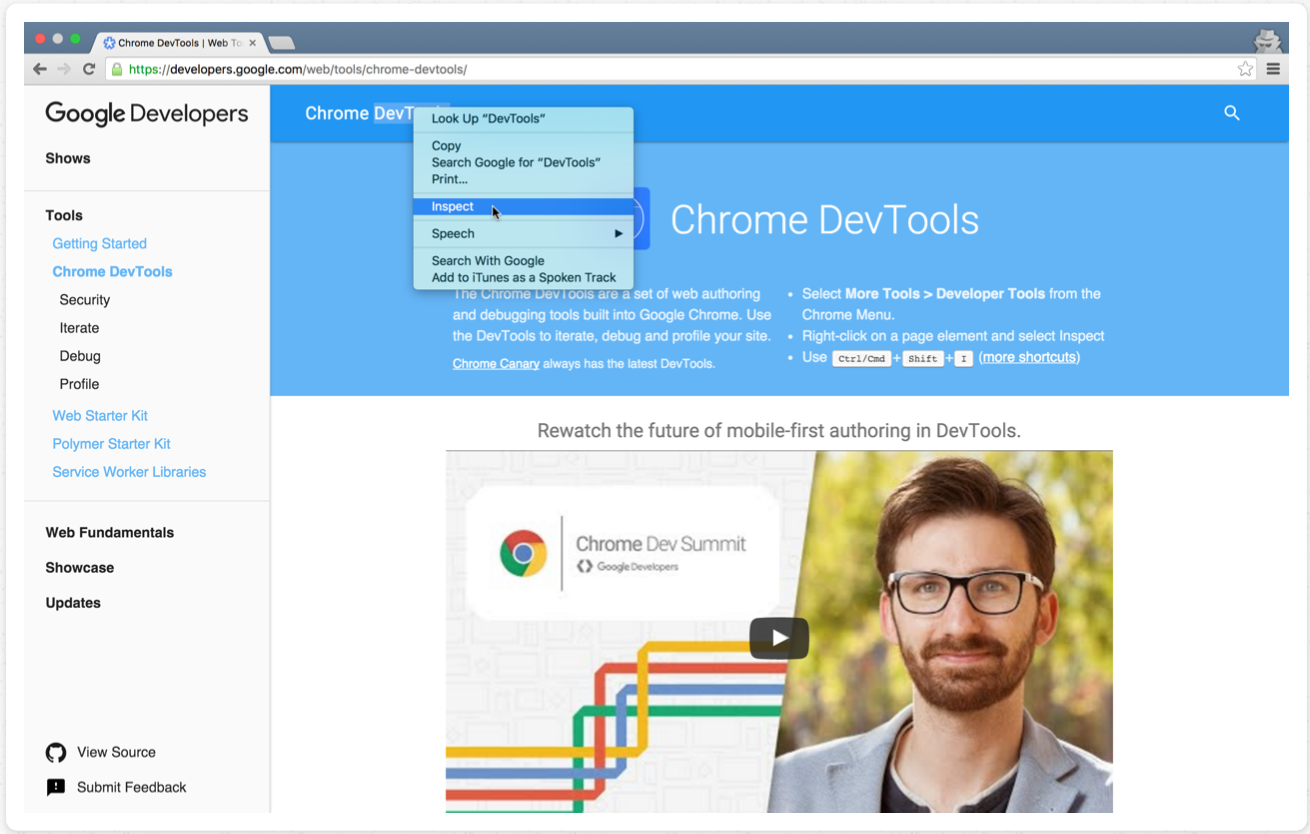 Chrome DevTools | Web To
https://developers.google.com/web/tools/chrome-devtools/
Google Developers
Shows
Tools
Getting Started
Chrome DevTools
Security
Iterate
Debug
Profile
Web Starter Kit
Polymer Starter Kit
Service Worker Libraries
Web Fundamentals
Showcase
Updates
View Source
Submit Feedback
Chrome DevTools
Look Up “DevTools”
Copy
Search Google for “DevTools”
Print...
Inspect
Speech
Search With Google
Add to iTunes as a Spoken Track
Chrome DevTools
The Chrome DevTools are a set of web authoring
and debugging tools built into Google Chrome. Use
the DevTools to iterate, debug and profile your site.
Chrome Canary always has the latest DevTools.
• Select More Tools > Developer Tools from the
Chrome Menu.
• Right-click on a page element and select Inspect
• Use Ctrl/Cmd+Shift+I (more shortcuts)
Rewatch the future of mobile-first authoring in DevTools.
Chrome Dev Summit
Google Developers